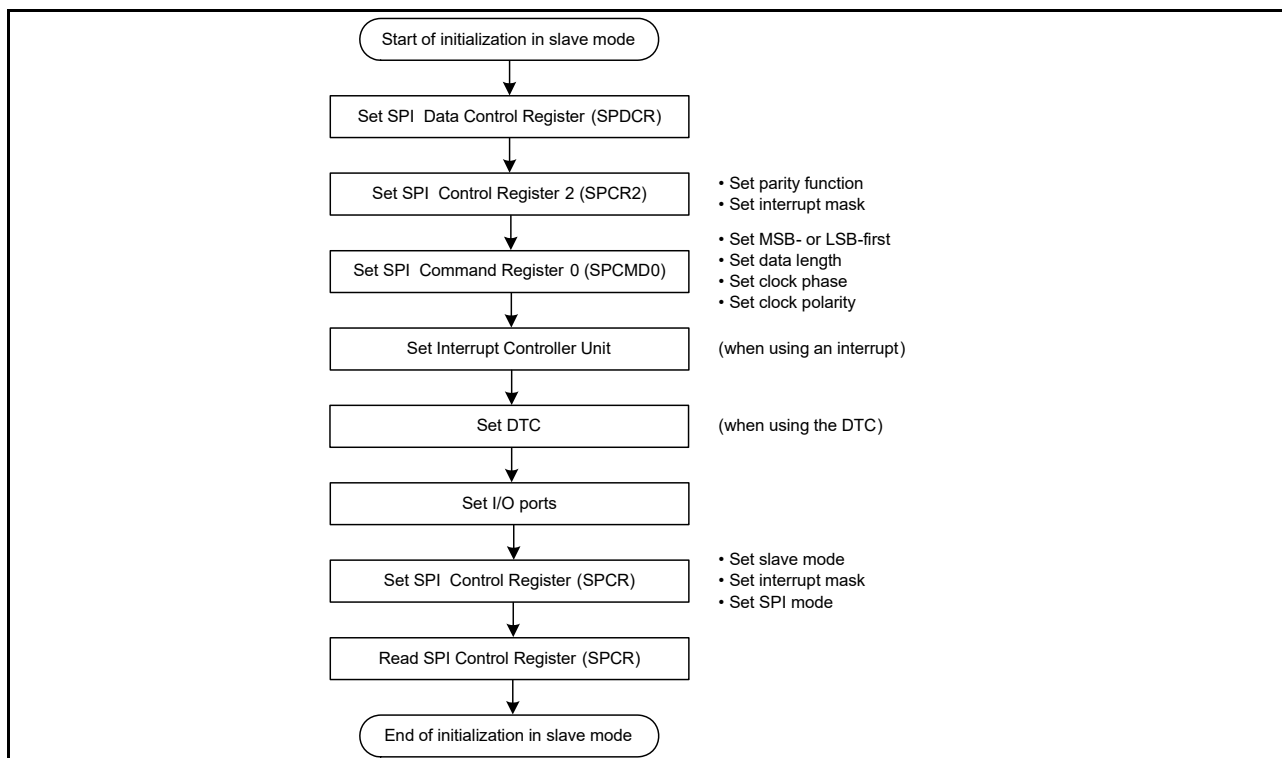 Start of initialization in slave mode
Set SPI Data Control Register (SPDCR)
Set SPI Control Register 2 (SPCR2)
• Set parity function
• Set interrupt mask
Set SPI Command Register 0 (SPCMD0)
• Set MSB- or LSB-first
• Set data length
• Set clock phase
• Set clock polarity
Set Interrupt Controller Unit
(when using an interrupt)
Set DTC
(when using the DTC)
Set I/O ports
Set SPI Control Register (SPCR)
• Set slave mode
• Set interrupt mask
• Set SPI mode
Read SPI Control Register (SPCR)
End of initialization in slave mode